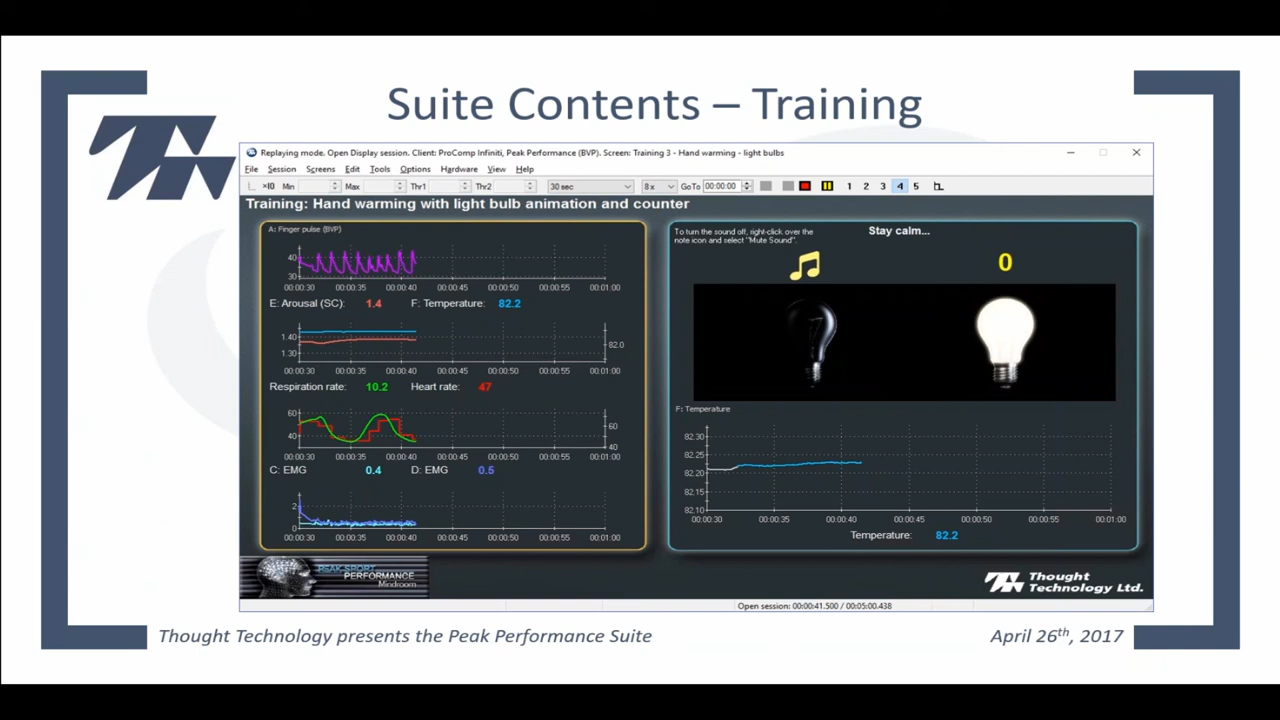 Suite Contents – Training
Replaying mode. Open Display session. Client: ProComp Infiniti, Peak Performance (BVP). Screen: Training 3 - Hand warming - light bulbs
File Session Screens Edit Tools Options Hardware View Help
×10 Min Max Thr1 Thr2 30 sec 8 x GoTo 00:00:00 1 2 3 4 5
Training: Hand warming with light bulb animation and counter
A: Finger pulse (BVP)
40
30
00:00:30 00:00:35 00:00:40 00:00:45 00:00:50 00:00:55 00:01:00
E: Arousal (SC): 1.4 F: Temperature: 82.2
1.40
1.30
82.0
00:00:30 00:00:35 00:00:40 00:00:45 00:00:50 00:00:55 00:01:00
Respiration rate: 10.2 Heart rate: 47
60
40
60
40
00:00:30 00:00:35 00:00:40 00:00:45 00:00:50 00:00:55 00:01:00
C: EMG 0.4 D: EMG 0.5
2
0
00:00:30 00:00:35 00:00:40 00:00:45 00:00:50 00:00:55 00:01:00
To turn the sound off, right-click over the
note icon and select "Mute Sound".
Stay calm...
0
F: Temperature
82.30
82.25
82.20
82.15
82.10
00:00:30 00:00:35 00:00:40 00:00:45 00:00:50 00:00:55 00:01:00
Temperature: 82.2
PEAK SPORT
PERFORMANCE
Mindroom
Thought
Technology Ltd.
Open session: 00:00:41.500 / 00:05:00.438
Thought Technology presents the Peak Performance Suite
April 26th, 2017